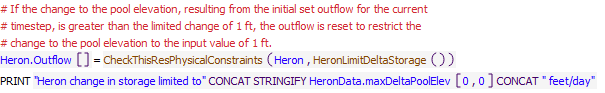 # If the change to the pool elevation, resulting from the initial set outflow for the current
# timestep, is greater than the limited change of 1 ft, the outflow is reset to restrict the
# change to the pool elevation to the input value of 1 ft.
Heron.Outflow [] = CheckThisResPhysicalConstraints (Heron , HeronLimitDeltaStorage ())
PRINT "Heron change in storage limited to" CONCAT STRINGIFY HeronData.maxDeltaPoolElev [0 , 0] CONCAT " feet/day"